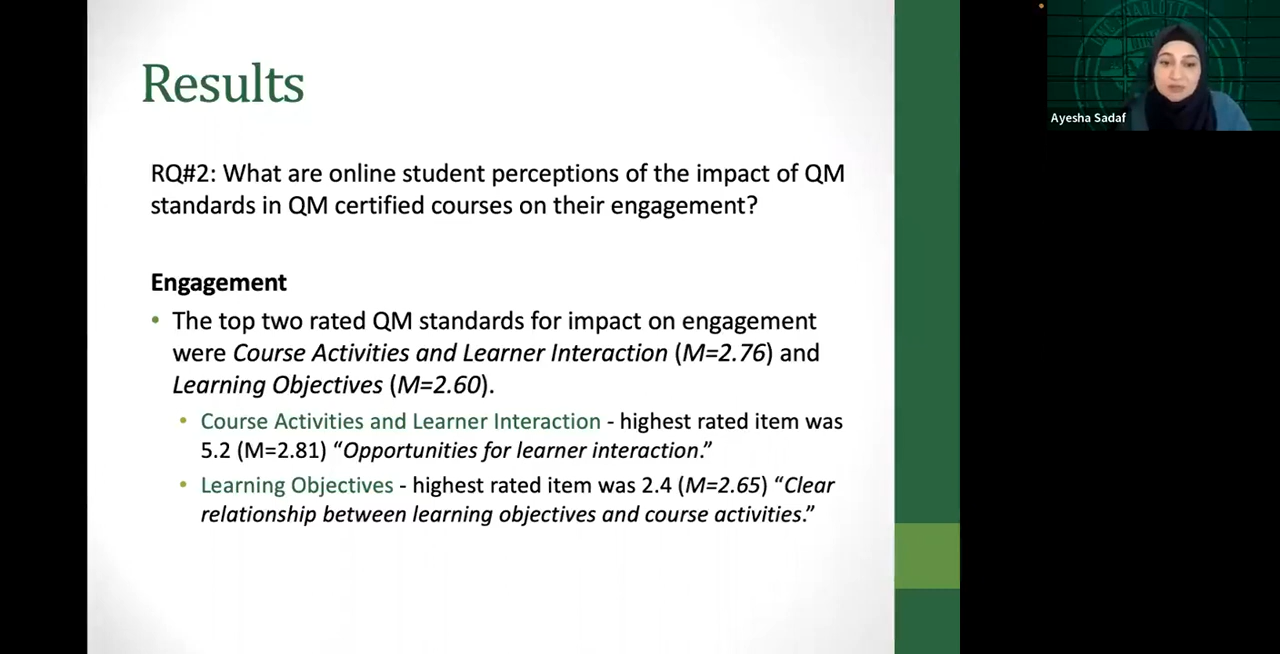 Results
RQ#2: What are online student perceptions of the impact of QM
standards in QM certified courses on their engagement?
Engagement
• The top two rated QM standards for impact on engagement
were Course Activities and Learner Interaction (M=2.76) and
Learning Objectives (M=2.60).
• Course Activities and Learner Interaction - highest rated item was
5.2 (M=2.81) “Opportunities for learner interaction.”
• Learning Objectives - highest rated item was 2.4 (M=2.65) “Clear
relationship between learning objectives and course activities.”
Ayesha Sadaf